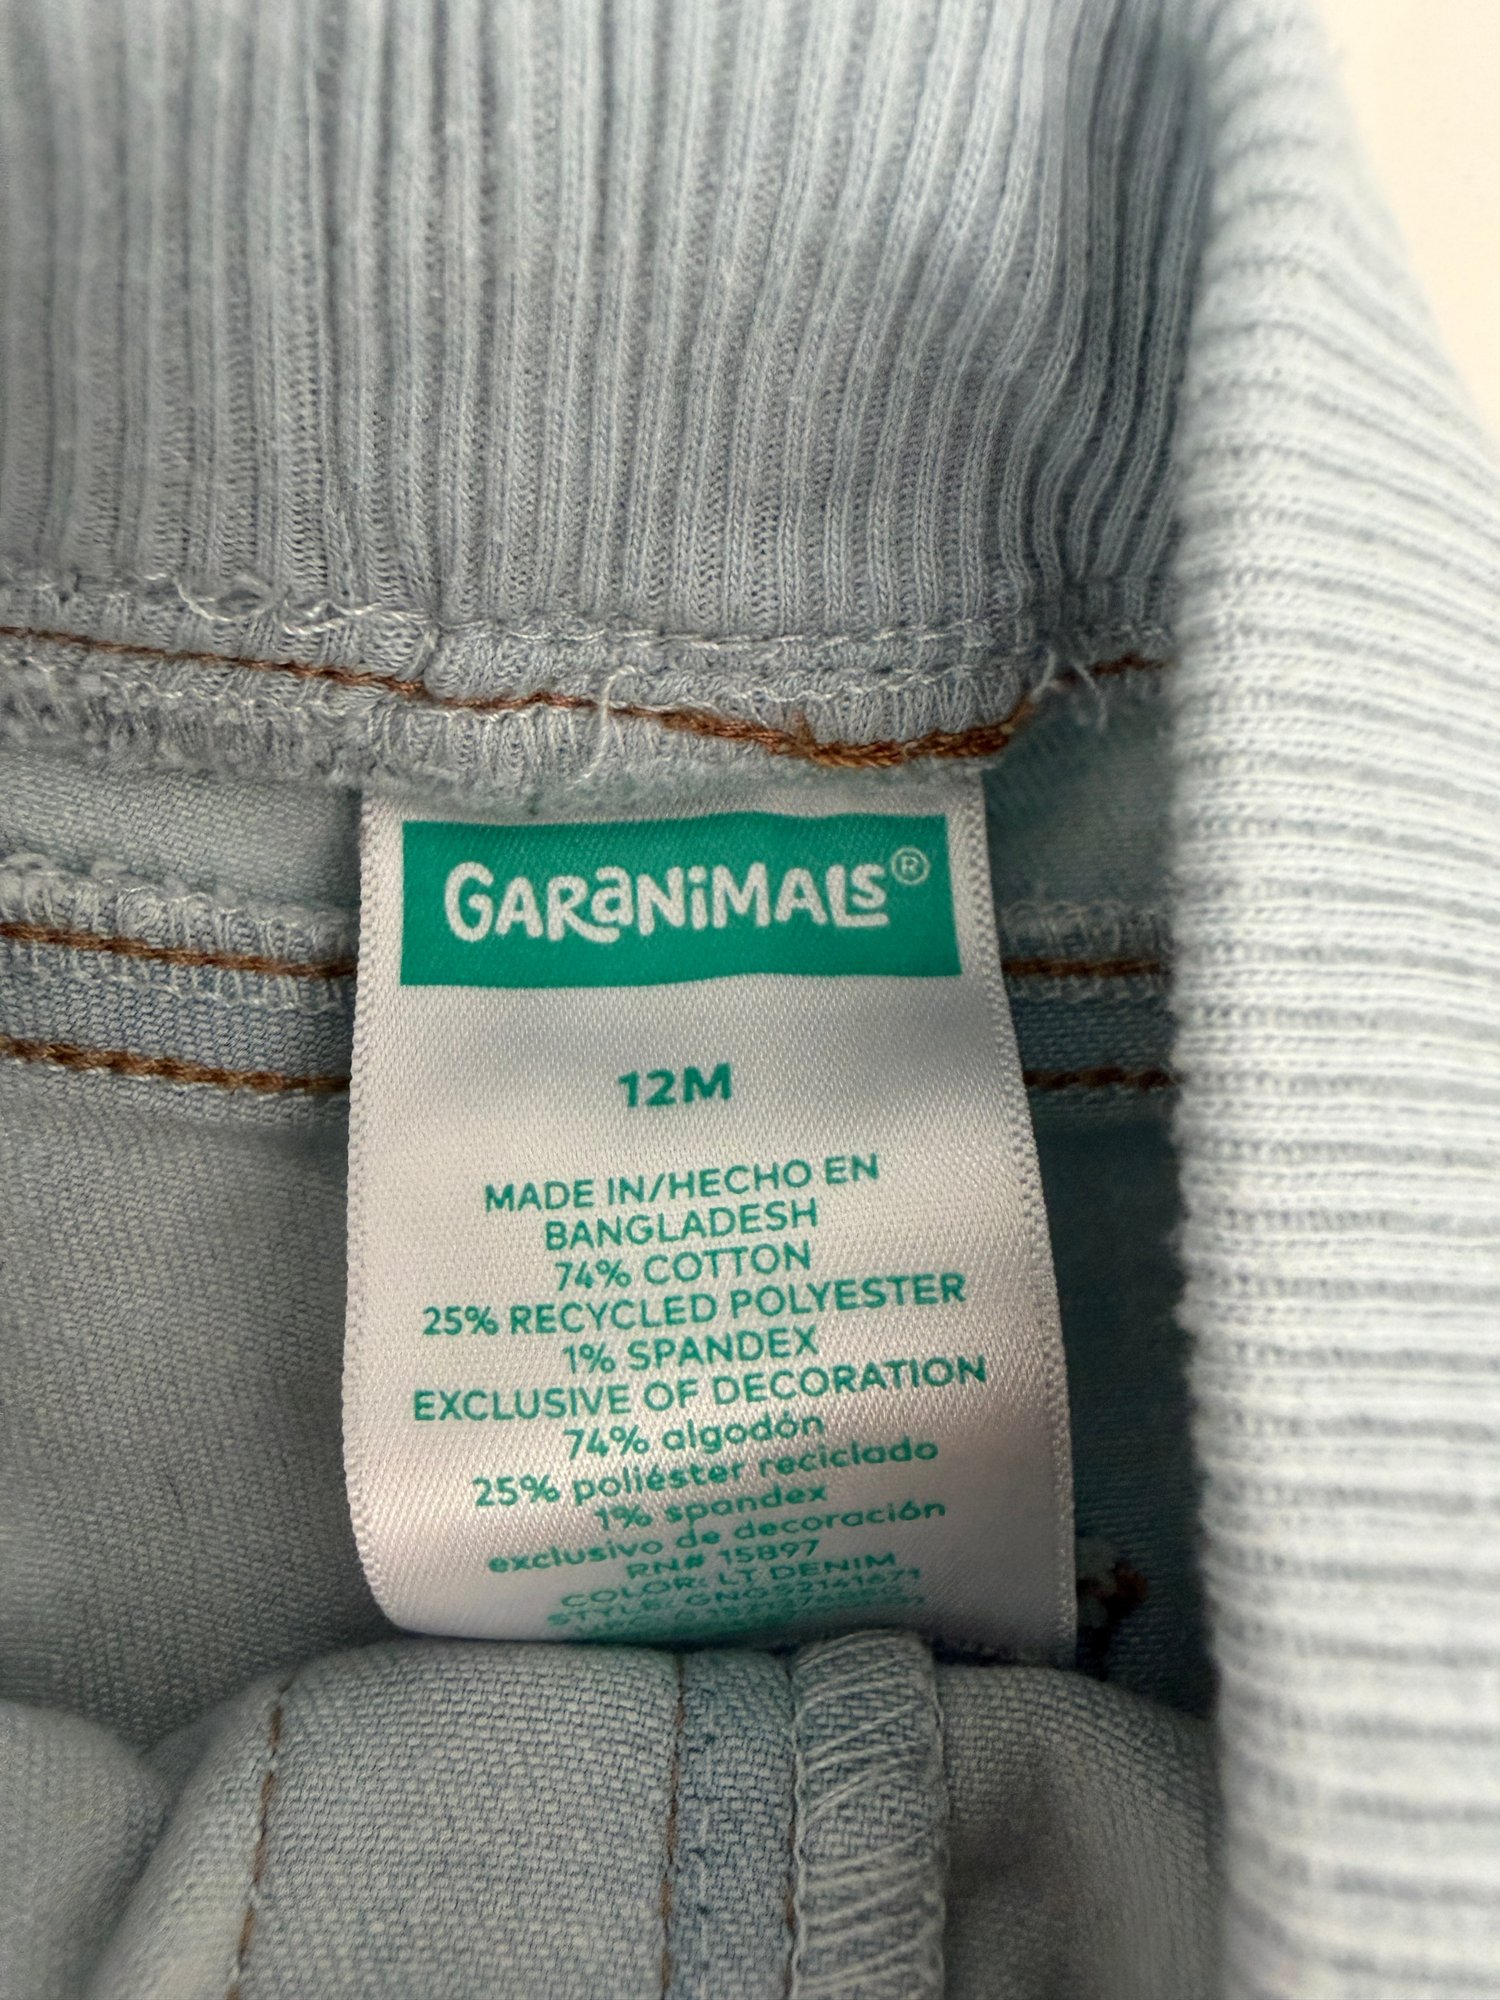 GARANIMALS®
12M
MADE IN/HECHO EN
BANGLADESH
74% COTTON
25% RECYCLED POLYESTER
1% SPANDEX
EXCLUSIVE OF DECORATION
74% algodón
25% poliéster reciclado
1% spandex
exclusivo de decoración
RN# 15897
COLOR: LT DENIM